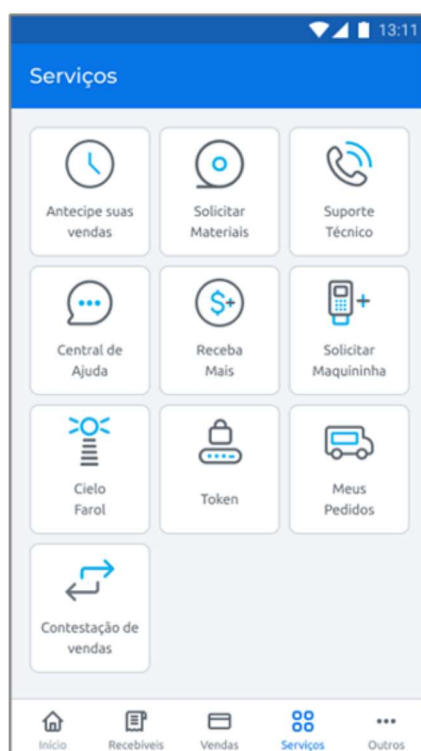 13:11
Serviços
Antecipe suas
vendas
Solicitar
Materiais
Suporte
Técnico
Central de
Ajuda
Receba
Mais
Solicitar
Maquininha
Cielo
Farol
Token
Meus
Pedidos
Contestação de
vendas
Início
Recebíveis
Vendas
Serviços
Outros